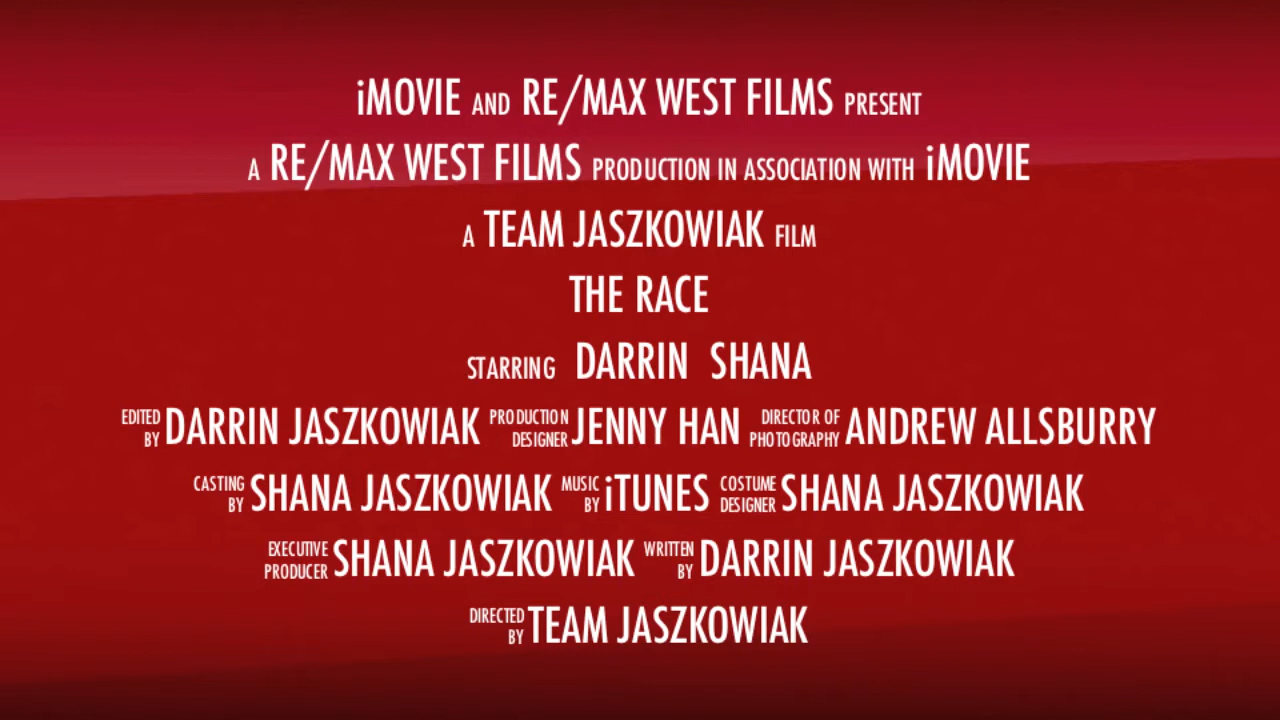 iMOVIE AND RE/MAX WEST FILMS PRESENT
A RE/MAX WEST FILMS PRODUCTION IN ASSOCIATION WITH iMOVIE
A TEAM JASZKOWIAK FILM
THE RACE
STARRING DARRIN SHANA
EDITED BY DARRIN JASZKOWIAK PRODUCTION DESIGNER JENNY HAN DIRECTOR OF PHOTOGRAPHY ANDREW ALLSBURRY
CASTING BY SHANA JASZKOWIAK MUSIC BY iTUNES COSTUME DESIGNER SHANA JASZKOWIAK
EXECUTIVE PRODUCER SHANA JASZKOWIAK WRITTEN BY DARRIN JASZKOWIAK
DIRECTED BY TEAM JASZKOWIAK